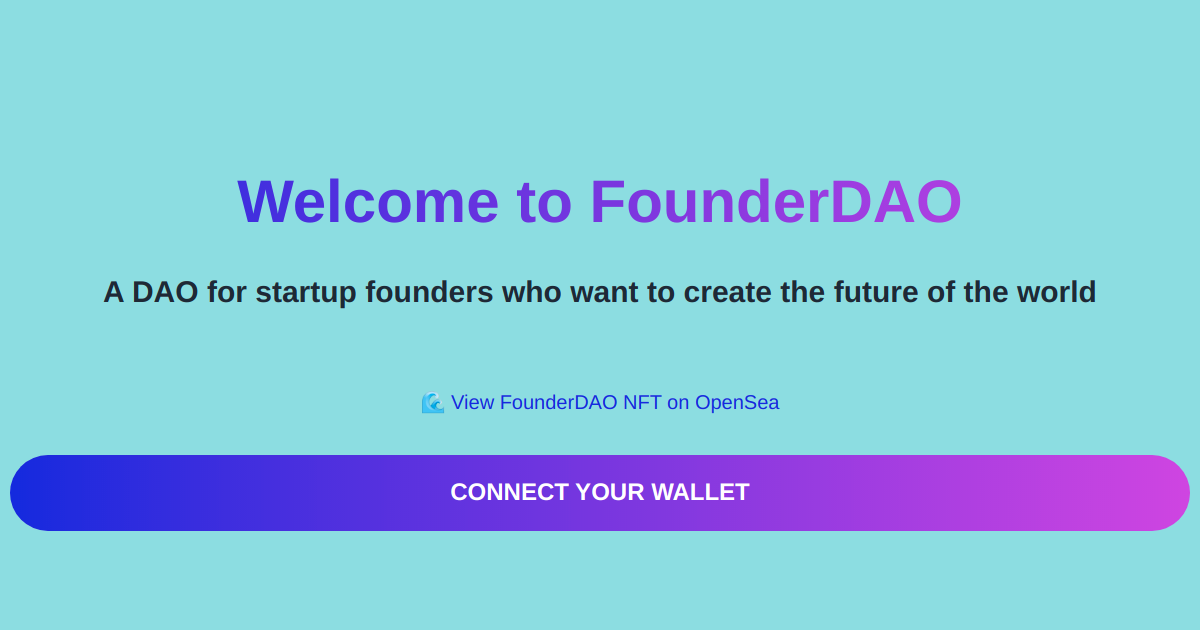 Welcome to FounderDAO
A DAO for startup founders who want to create the future of the world
🌊 View FounderDAO NFT on OpenSea
CONNECT YOUR WALLET